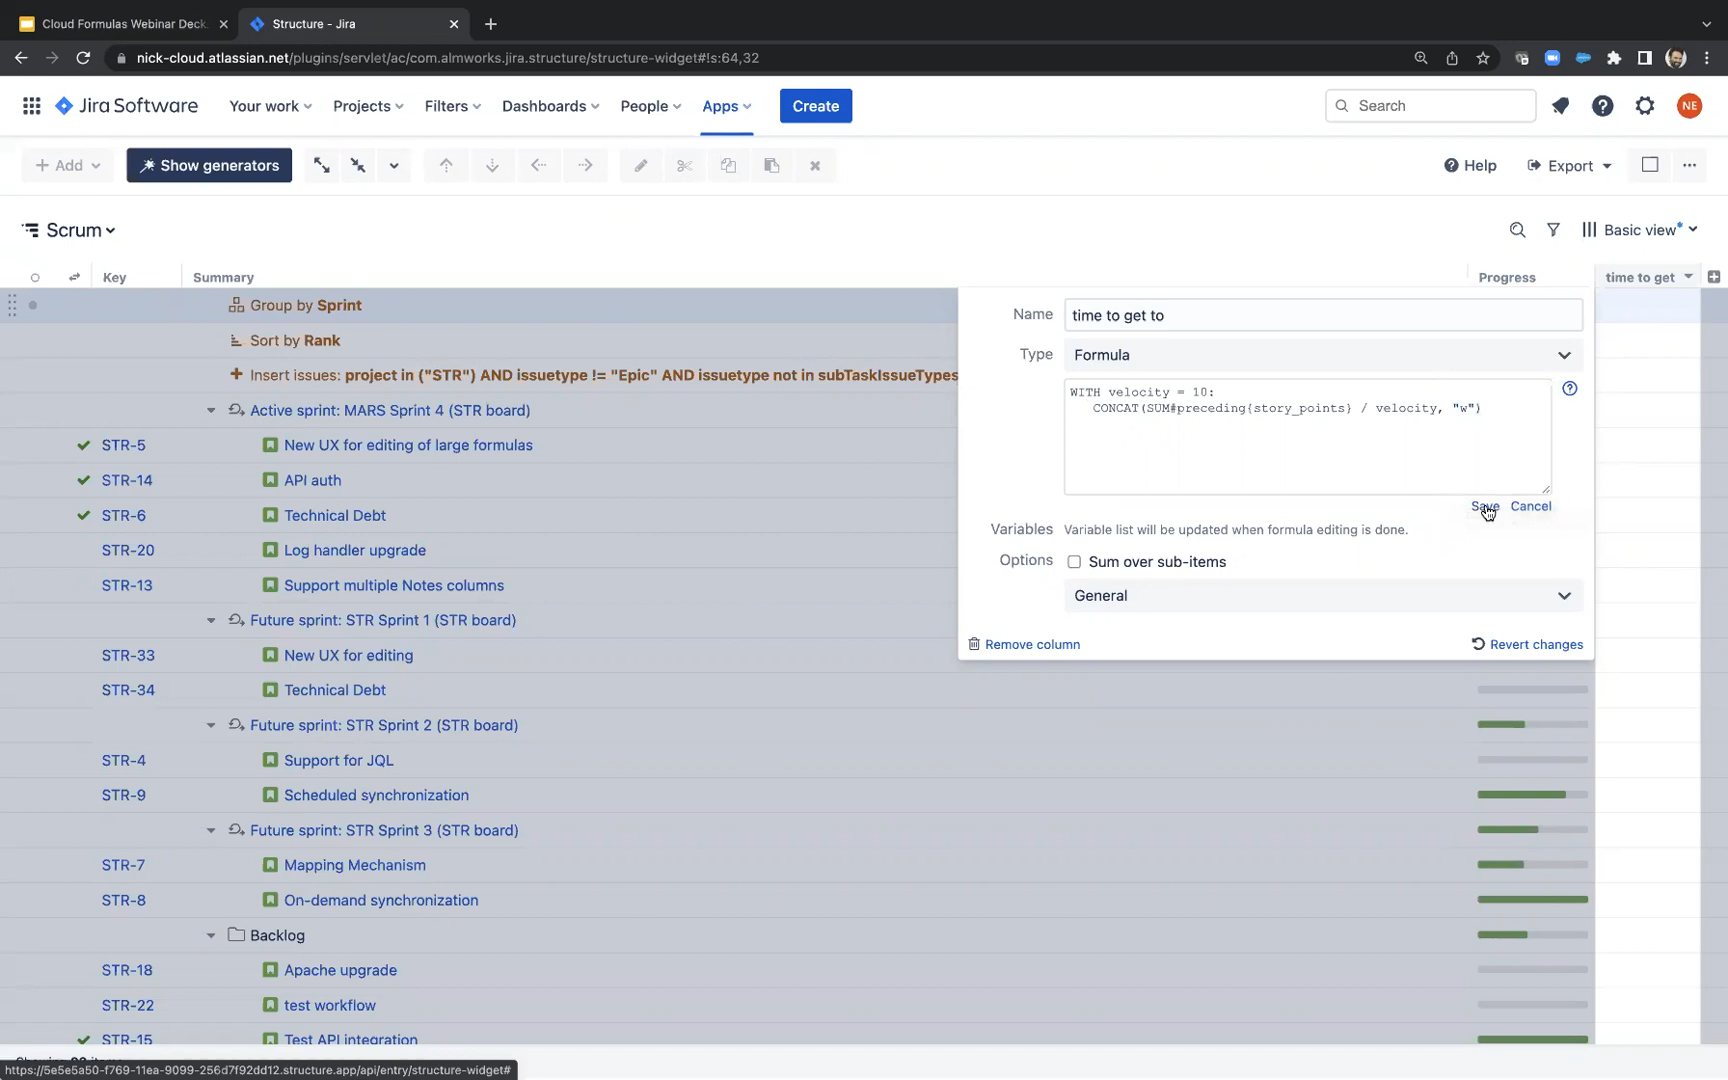 Cloud Formulas Webinar Deck
Structure - Jira
nick-cloud.atlassian.net/plugins/servlet/ac/com.almworks.jira.structure/structure-widget#!s:64,32
Jira Software
Your work
Projects
Filters
Dashboards
People
Apps
Create
Search
NE
Add
Show generators
Help
Export
Scrum
Basic view*
Key
Summary
Progress
time to get
Group by Sprint
Sort by Rank
Insert issues: project in ("STR") AND issuetype != "Epic" AND issuetype not in subTaskIssueTypes
Active sprint: MARS Sprint 4 (STR board)
STR-5 New UX for editing of large formulas
STR-14 API auth
STR-6 Technical Debt
STR-20 Log handler upgrade
STR-13 Support multiple Notes columns
Future sprint: STR Sprint 1 (STR board)
STR-33 New UX for editing
STR-34 Technical Debt
Future sprint: STR Sprint 2 (STR board)
STR-4 Support for JQL
STR-9 Scheduled synchronization
Future sprint: STR Sprint 3 (STR board)
STR-7 Mapping Mechanism
STR-8 On-demand synchronization
Backlog
STR-18 Apache upgrade
STR-22 test workflow
STR-15 Test API integration
Name time to get to
Type Formula
WITH velocity = 10:
CONCAT(SUM#preceding{story_points} / velocity, "w")
Save Cancel
Variables Variable list will be updated when formula editing is done.
Options Sum over sub-items
General
Remove column
Revert changes
https://5e5e5a50-f769-11ea-9099-256d7f92dd12.structure.app/api/entry/structure-widget#